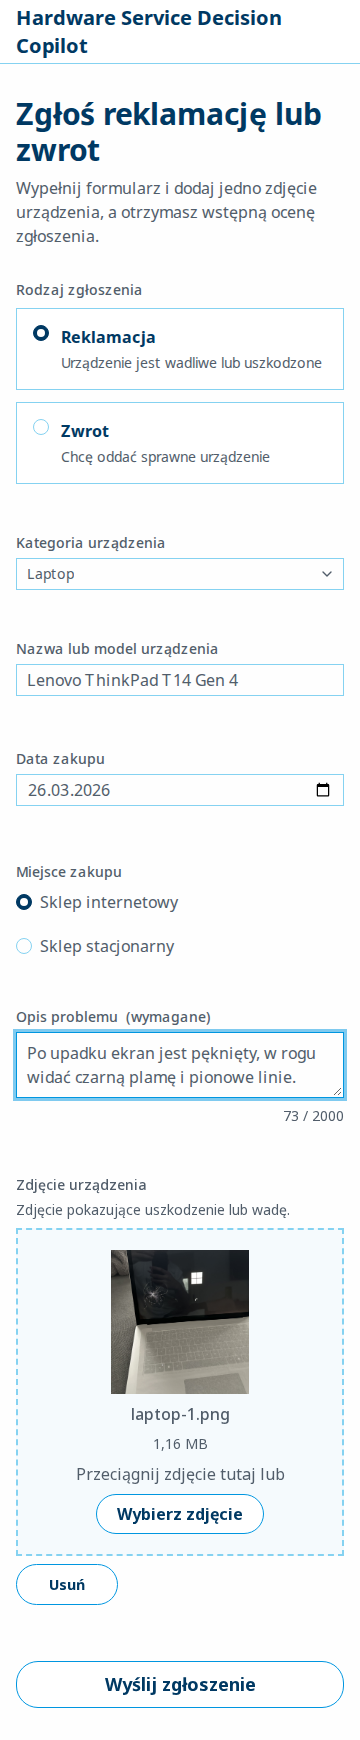 Hardware Service Decision
Copilot
Zgłoś reklamację lub
zwrot
Wypełnij formularz i dodaj jedno zdjęcie
urządzenia, a otrzymasz wstępną ocenę
zgłoszenia.
Rodzaj zgłoszenia
Reklamacja
Urządzenie jest wadliwe lub uszkodzone
Zwrot
Chcę oddać sprawne urządzenie
Kategoria urządzenia
Laptop
Nazwa lub model urządzenia
Lenovo ThinkPad T14 Gen 4
Data zakupu
26.03.2026
Miejsce zakupu
Sklep internetowy
Sklep stacjonarny
Opis problemu (wymagane)
Po upadku ekran jest pęknięty, w rogu
widać czarną plamę i pionowe linie.
73 / 2000
Zdjęcie urządzenia
Zdjęcie pokazujące uszkodzenie lub wadę.
laptop-1.png
1,16 MB
Przeciągnij zdjęcie tutaj lub
Wybierz zdjęcie
Usuń
Wyślij zgłoszenie